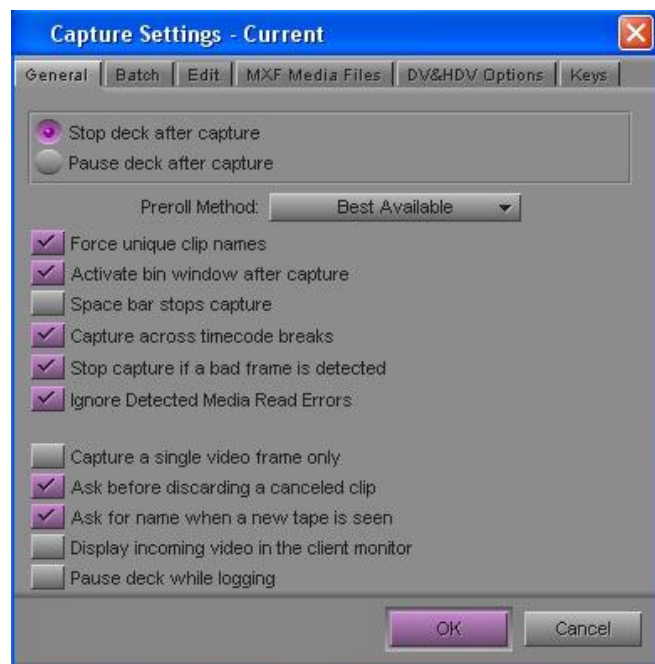 Capture Settings - Current
General Batch Edit MXF Media Files DV&HDV Options Keys
Stop deck after capture
Pause deck after capture
Preroll Method: Best Available
Force unique clip names
Activate bin window after capture
Space bar stops capture
Capture across timecode breaks
Stop capture if a bad frame is detected
Ignore Detected Media Read Errors
Capture a single video frame only
Ask before discarding a canceled clip
Ask for name when a new tape is seen
Display incoming video in the client monitor
Pause deck while logging
OK Cancel